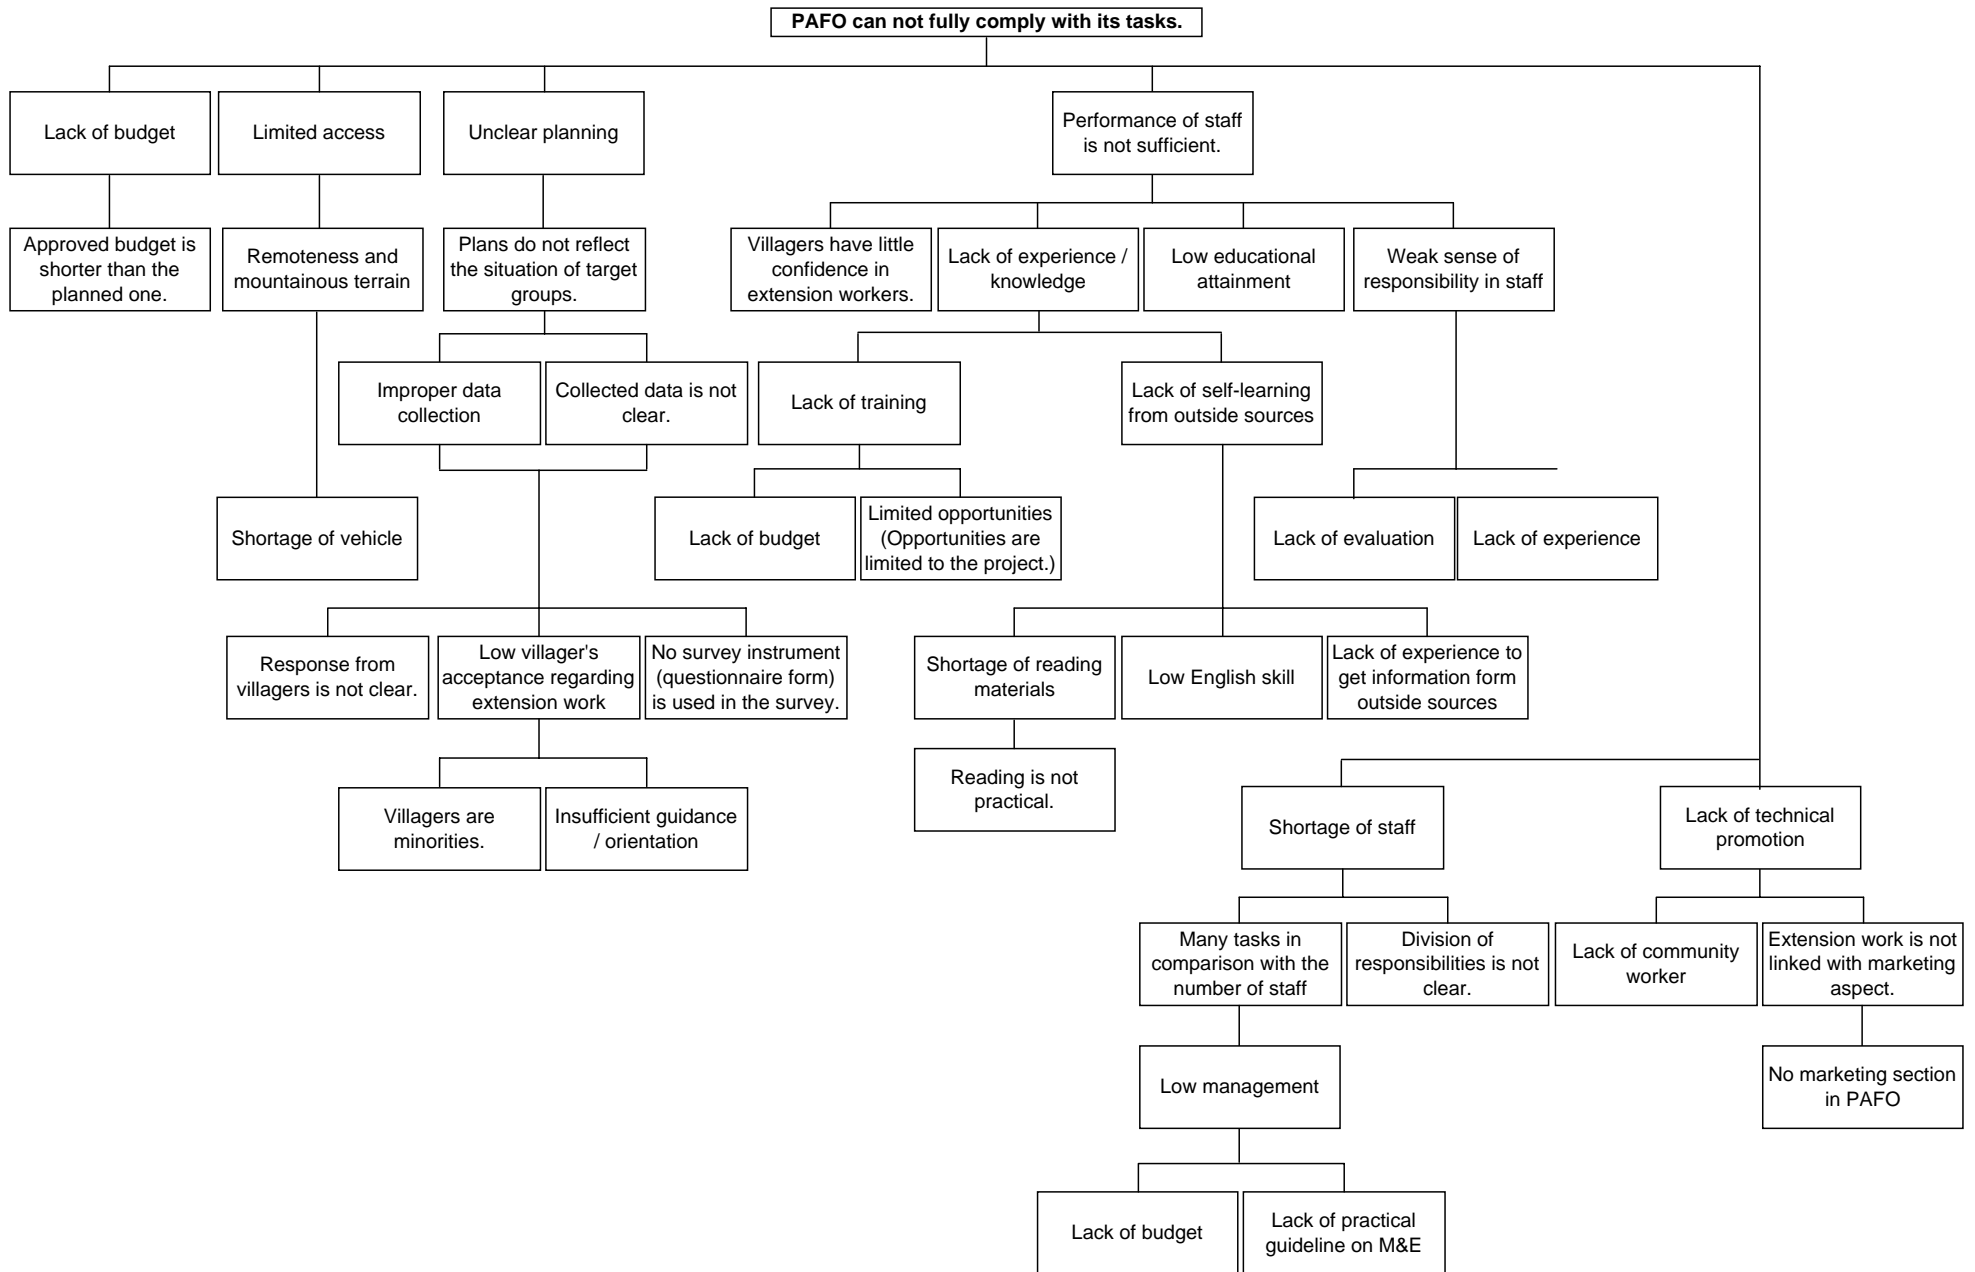 PAFO can not fully comply with its tasks.
Lack of budget
Limited access
Unclear planning
Performance of staff
is not sufficient.
Approved budget is
shorter than the
planned one.
Remoteness and
mountainous terrain
Plans do not reflect
the situation of target
groups.
Villagers have little
confidence in
extension workers.
Lack of experience /
knowledge
Low educational
attainment
Weak sense of
responsibility in staff
Improper data
collection
Collected data is not
clear.
Lack of training
Lack of self-learning
from outside sources
Shortage of vehicle
Lack of budget
Limited opportunities
(Opportunities are
limited to the project.)
Lack of evaluation
Lack of experience
Response from
villagers is not clear.
Low villager's
acceptance regarding
extension work
No survey instrument
(questionnaire form)
is used in the survey.
Shortage of reading
materials
Low English skill
Lack of experience to
get information form
outside sources
Villagers are
minorities.
Insufficient guidance
/ orientation
Reading is not
practical.
Shortage of staff
Lack of technical
promotion
Many tasks in
comparison with the
number of staff
Division of
responsibilities is not
clear.
Lack of community
worker
Extension work is not
linked with marketing
aspect.
Low management
No marketing section
in PAFO
Lack of budget
Lack of practical
guideline on M&E